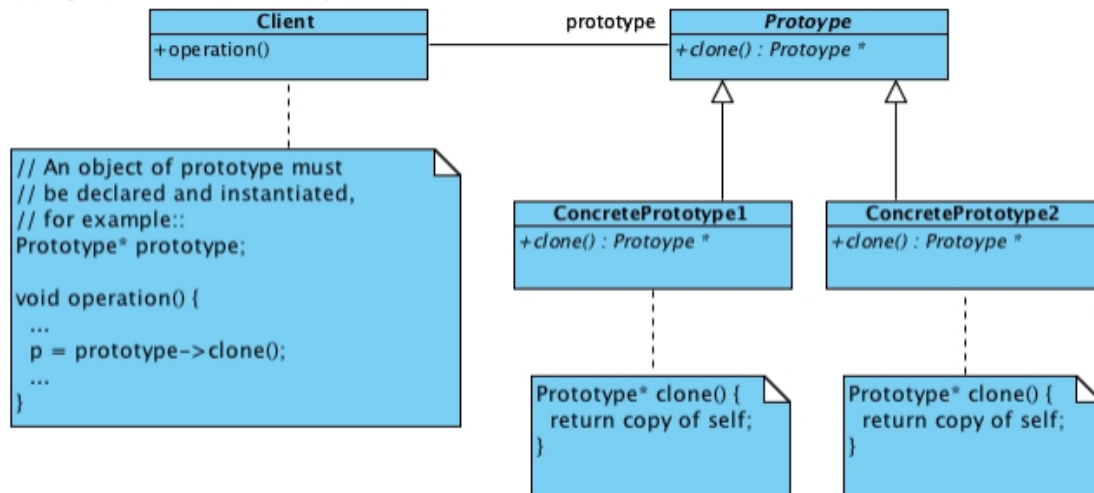 Client
+operation()
prototype
Protoype
+clone() : Protoype *
// An object of prototype must
// be declared and instantiated,
// for example::
Prototype* prototype;
void operation() {
...
p = prototype->clone();
...
}
ConcretePrototype1
+clone() : Protoype *
ConcretePrototype2
+clone() : Protoype *
Prototype* clone() {
return copy of self;
}
Prototype* clone() {
return copy of self;
}